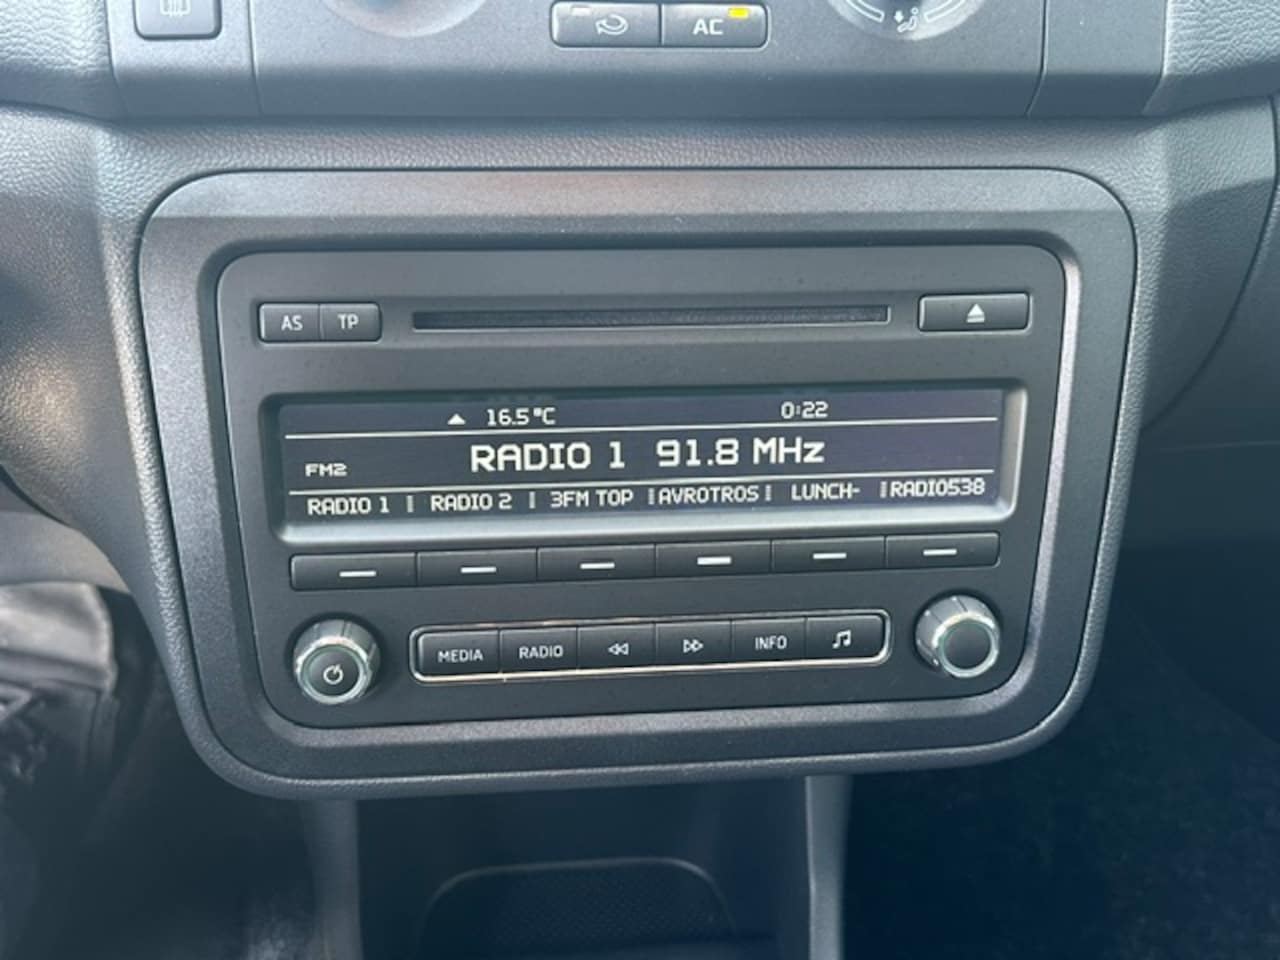 AC
AS TP
16.5°C 0:22
FM2 RADIO 1 91.8 MHz
RADIO 1 RADIO 2 3FM TOP AVROTROS LUNCH- RADIO538
MEDIA RADIO INFO